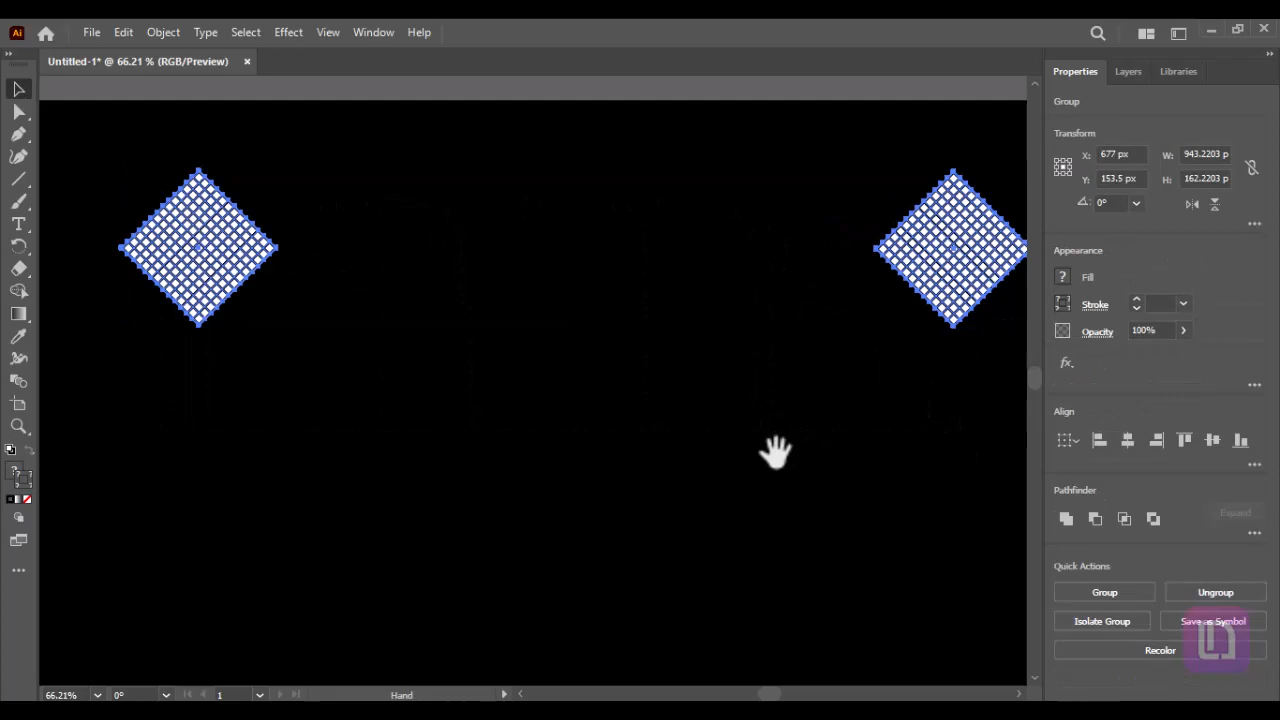 Ai File Edit Object Type Select Effect View Window Help
Untitled-1* @ 66.21 % (RGB/Preview) ×
Properties Layers Libraries
Group
Transform
X: 677 px W: 943.2203 p
Y: 153.5 px H: 162.2203 p
0°
Appearance
? Fill
Stroke
Opacity 100%
fx.
Align
Pathfinder
Expand
Quick Actions
Group Ungroup
Isolate Group Save as Symbol
Recolor
66.21% 0° 1 Hand